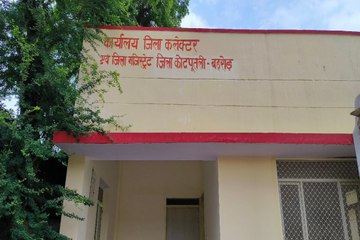 कार्यालय जिला कलेक्टर
एवं जिला मजिस्ट्रेट जिला कोटपूतली - बहरोड़